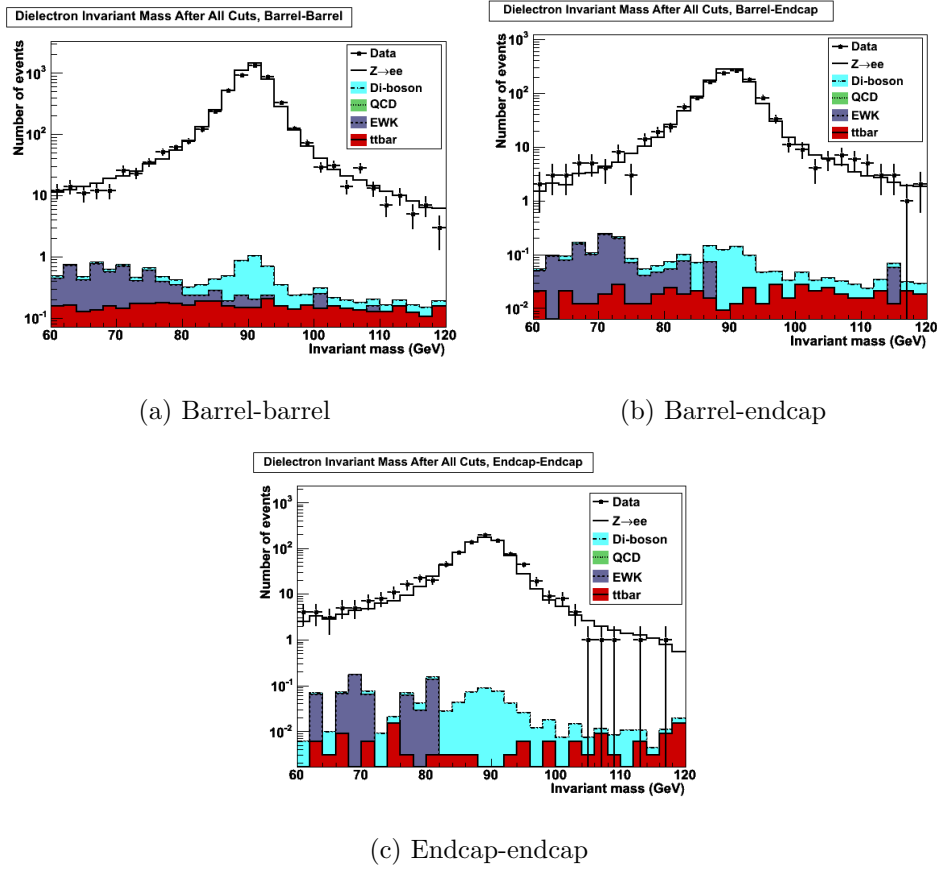 Dielectron Invariant Mass After All Cuts, Barrel-Barrel
Number of events
10³
10²
10
1
10⁻¹
Data
Z→ee
Di-boson
QCD
EWK
ttbar
60 70 80 90 100 110 120
Invariant mass (GeV)
(a) Barrel-barrel
Dielectron Invariant Mass After All Cuts, Barrel-Endcap
Number of events
10³
10²
10
1
10⁻¹
10⁻²
Data
Z→ee
Di-boson
QCD
EWK
ttbar
60 70 80 90 100 110 120
Invariant mass (GeV)
(b) Barrel-endcap
Dielectron Invariant Mass After All Cuts, Endcap-Endcap
Number of events
10³
10²
10
1
10⁻¹
10⁻²
Data
Z→ee
Di-boson
QCD
EWK
ttbar
60 70 80 90 100 110 120
Invariant mass (GeV)
(c) Endcap-endcap